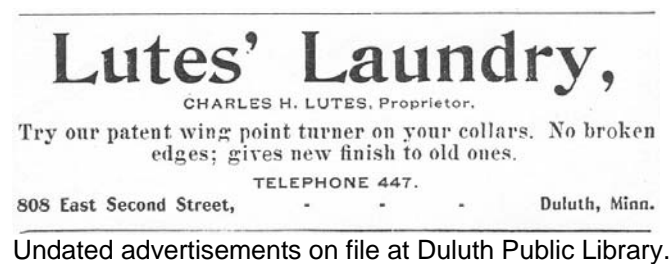 Lutes' Laundry,
CHARLES H. LUTES, Proprietor.
Try our patent wing point turner on your collars. No broken
edges; gives new finish to old ones.
TELEPHONE 447.
808 East Second Street, - - - Duluth, Minn.
Undated advertisements on file at Duluth Public Library.